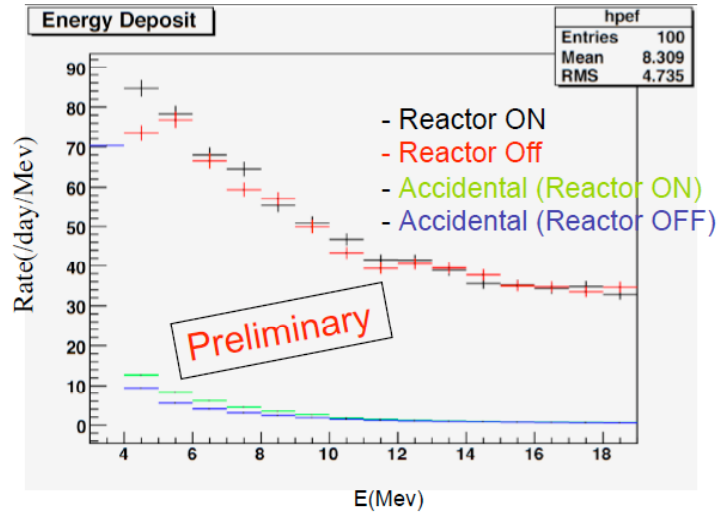 Energy Deposit
hpef
Entries 100
Mean 8.309
RMS 4.735
90
80
70
60
50
40
30
20
10
0
Rate(/day/Mev)
- Reactor ON
- Reactor Off
- Accidental (Reactor ON)
- Accidental (Reactor OFF)
Preliminary
4 6 8 10 12 14 16 18
E(Mev)